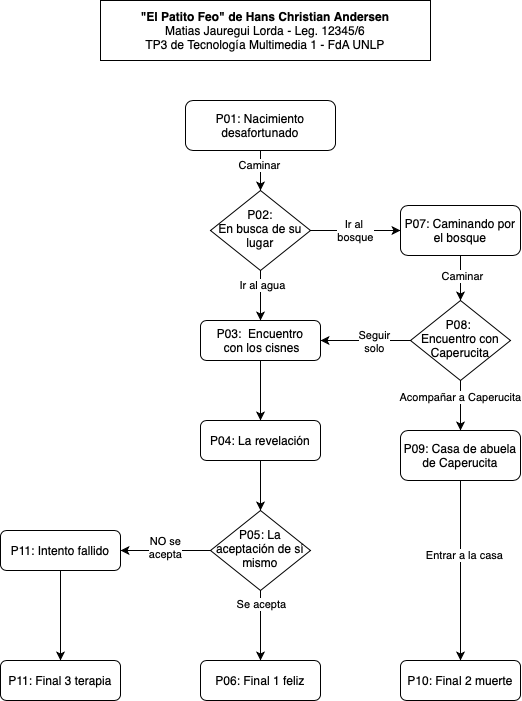 "El Patito Feo" de Hans Christian Andersen
Matias Jauregui Lorda - Leg. 12345/6
TP3 de Tecnología Multimedia 1 - FdA UNLP
P01: Nacimiento
desafortunado
Caminar
P02:
En busca de su
lugar
Ir al
bosque
P07: Caminando por
el bosque
Ir al agua
Caminar
P03:  Encuentro
con los cisnes
Seguir
solo
P08:
Encuentro con
Caperucita
Acompañar a Caperucita
P04: La revelación
P09: Casa de abuela
de Caperucita
P05: La
aceptación de si
mismo
NO se
acepta
P11: Intento fallido
Entrar a la casa
Se acepta
P11: Final 3 terapia
P06: Final 1 feliz
P10: Final 2 muerte